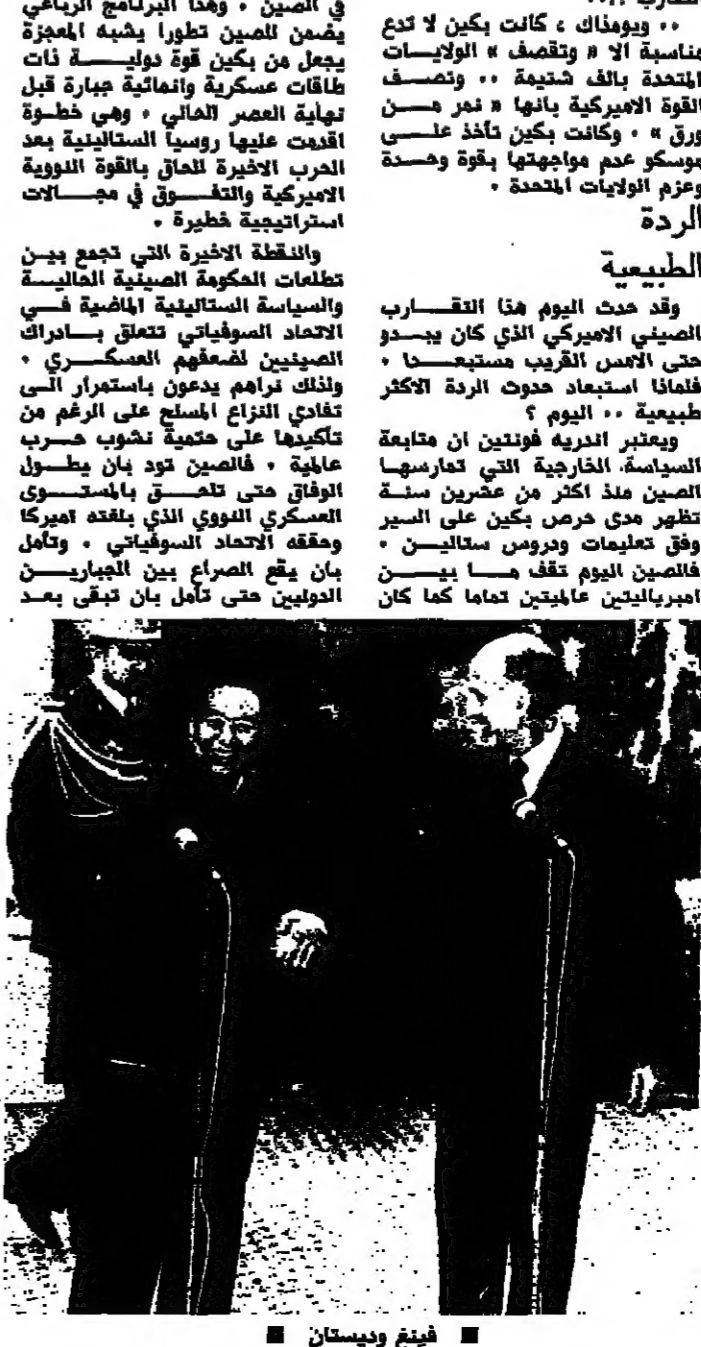 .. ويومذاك ، كانت بكين لا تدع
مناسبة الا « وتقصف » الولايات
المتحدة بالف شتيمة .. وتصف
القوة الاميركية بانها « نمر من
ورق » . وكانت بكين تأخذ على
موسكو عدم مواجهتها بقوة وحدة
وعزم الولايات المتحدة .
الردة
الطبيعية
وقد حدث اليوم هذا التقارب
الصيني الاميركي الذي كان يبدو
حتى الامس القريب مستبعدا .
فلماذا استبعاد حدوث الردة الاكثر
طبيعية .. اليوم ؟
ويعتبر اندريه فونتين ان متابعة
السياسة الخارجية التي تمارسها
الصين منذ اكثر من عشرين سنة
تظهر مدى حرص بكين على السير
وفق تعليمات ودروس ستالين .
فالصين اليوم تقف ما بين
امبرياليتين عالميتين تماما كما كان
في الصين . وهذا البرنامج الرباعي
يضمن للصين تطورا يشبه المعجزة
يجعل من بكين قوة دولية ذات
طاقات عسكرية وانمائية جبارة قبل
نهاية العصر الحالي . وهي خطوة
اقدمت عليها روسيا الستالينية بعد
الحرب الاخيرة للحاق بالقوة النووية
الاميركية والتفوق في مجالات
استراتيجية خطيرة .
والنقطة الاخيرة التي تجمع بين
تطلعات الحكومة الصينية الحالية
والسياسة الستالينية الماضية في
الاتحاد السوفياتي تتعلق بادراك
الصينيين لضعفهم العسكري .
ولذلك نراهم يدعون باستمرار الى
تفادي النزاع المسلح على الرغم من
تأكيدها على حتمية نشوب حرب
عالمية . فالصين تود بان يطول
الوفاق حتى تلحق بالمستوى
العسكري النووي الذي بلغته اميركا
وحققه الاتحاد السوفياتي . وتأمل
بان يقع الصراع بين الجبارين
الدوليين حتى تأمل بان تبقى بعد
■ فينغ وديستان ■